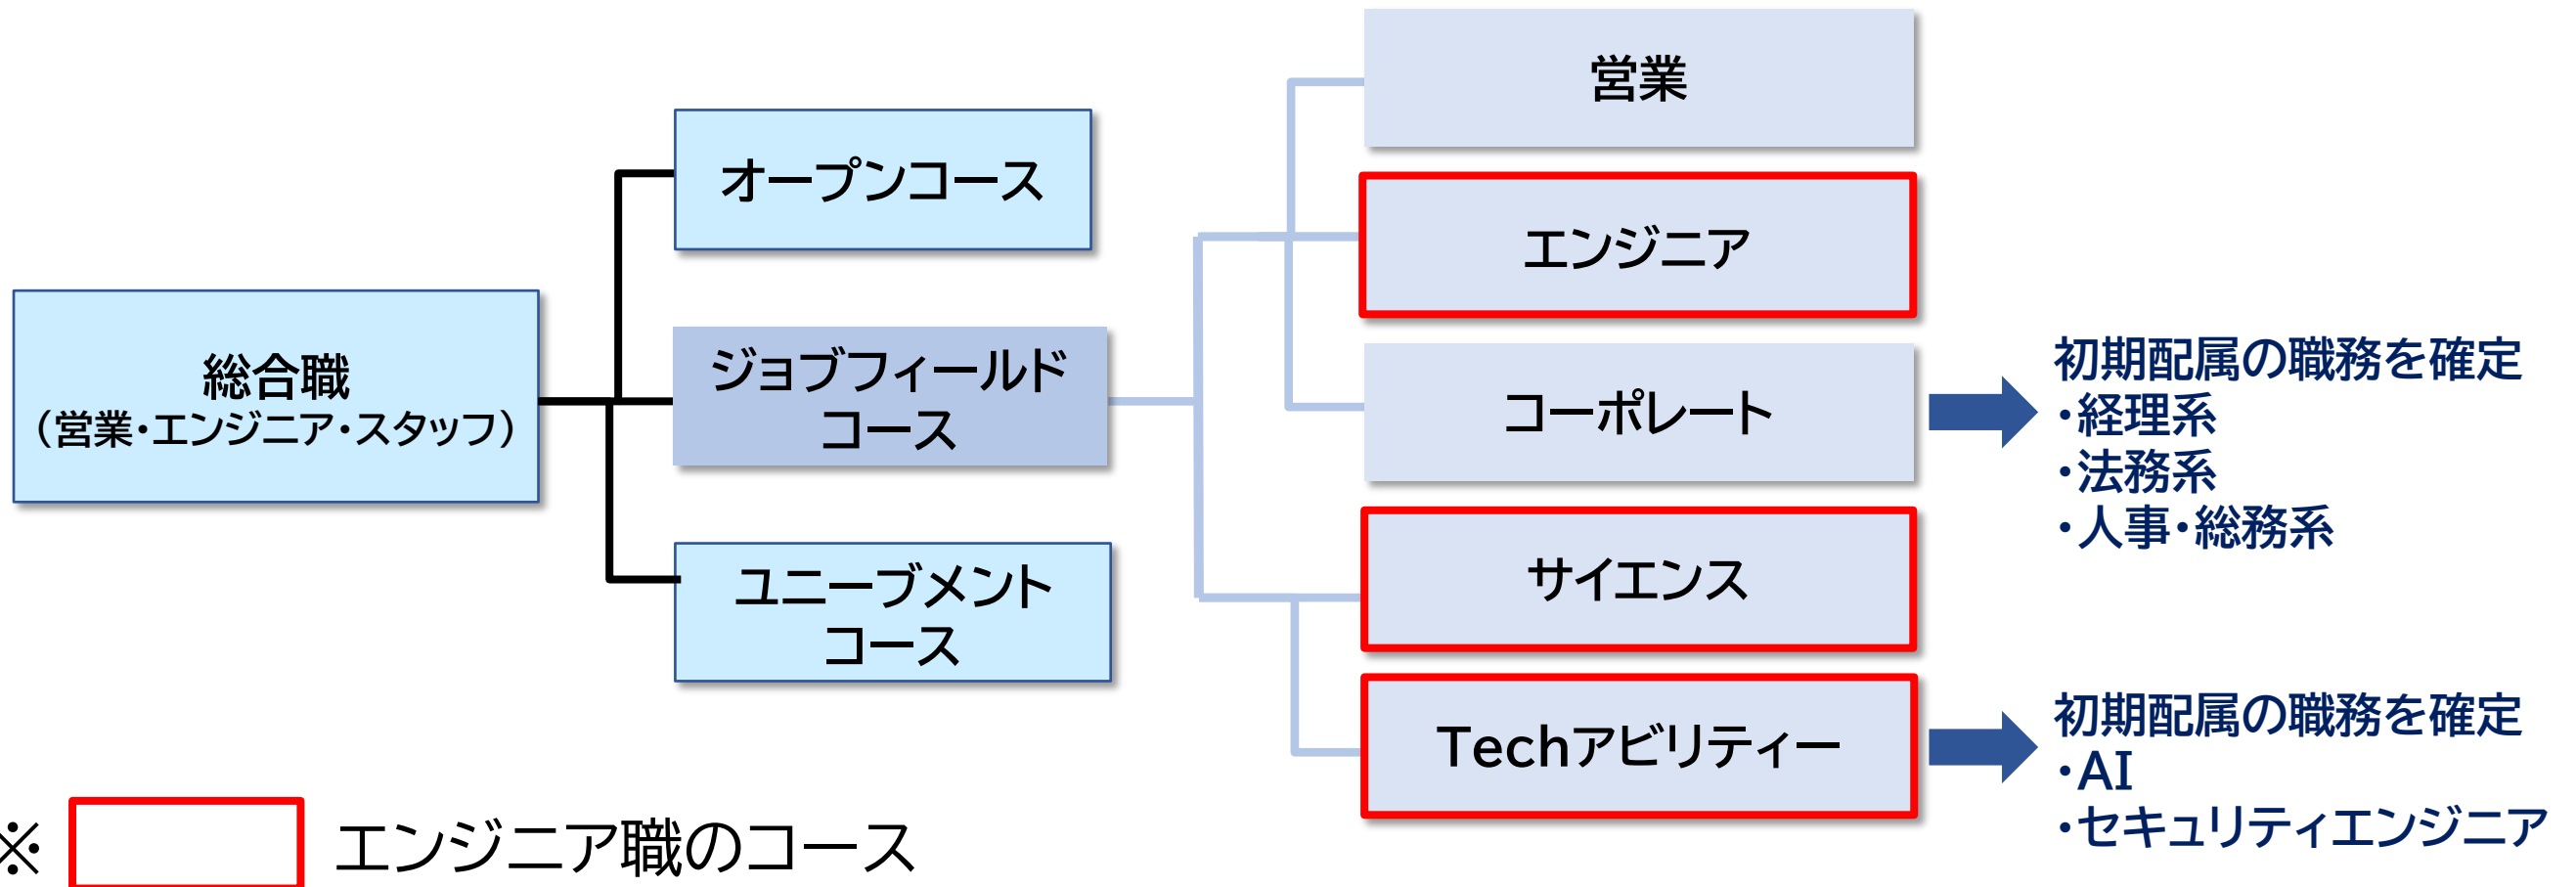 総合職
（営業・エンジニア・スタッフ）
オープンコース
ジョブフィールド
コース
ユニーブメント
コース
営業
エンジニア
コーポレート
サイエンス
Techアビリティー
初期配属の職務を確定
・経理系
・法務系
・人事・総務系
初期配属の職務を確定
・AI
・セキュリティエンジニア
※ エンジニア職のコース